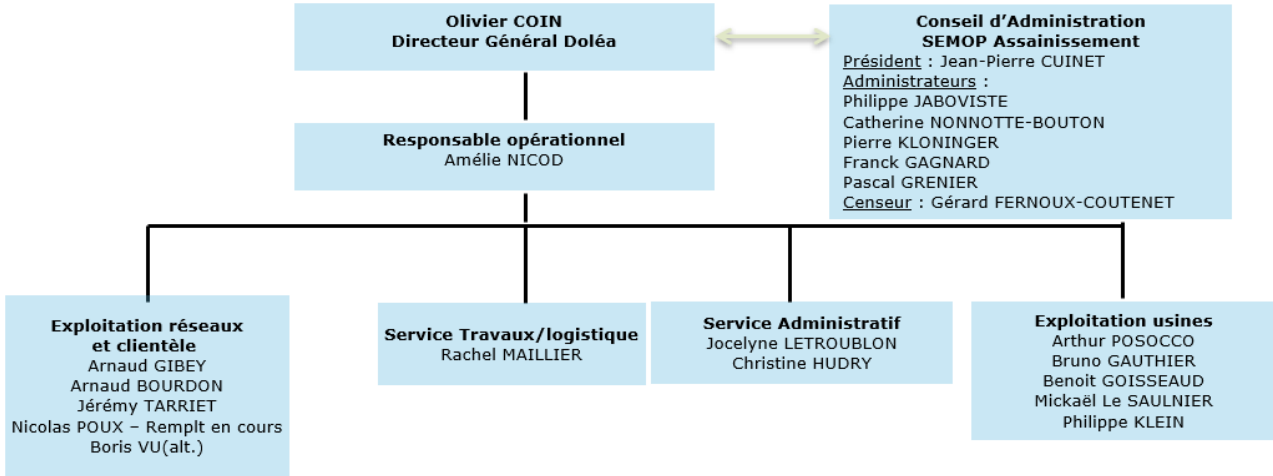 Olivier COIN
Directeur Général Doléa
Conseil d’Administration
SEMOP Assainissement
Président : Jean-Pierre CUINET
Administrateurs :
Philippe JABOVISTE
Catherine NONNOTTE-BOUTON
Pierre KLONINGER
Franck GAGNARD
Pascal GRENIER
Censeur : Gérard FERNOUX-COUTENET
Responsable opérationnel
Amélie NICOD
Exploitation réseaux
et clientèle
Arnaud GIBEY
Arnaud BOURDON
Jérémy TARRIET
Nicolas POUX – Remplt en cours
Boris VU(alt.)
Service Travaux/logistique
Rachel MAILLIER
Service Administratif
Jocelyne LETROUBLON
Christine HUDRY
Exploitation usines
Arthur POSOCCO
Bruno GAUTHIER
Benoit GOISSEAUD
Mickaël Le SAULNIER
Philippe KLEIN